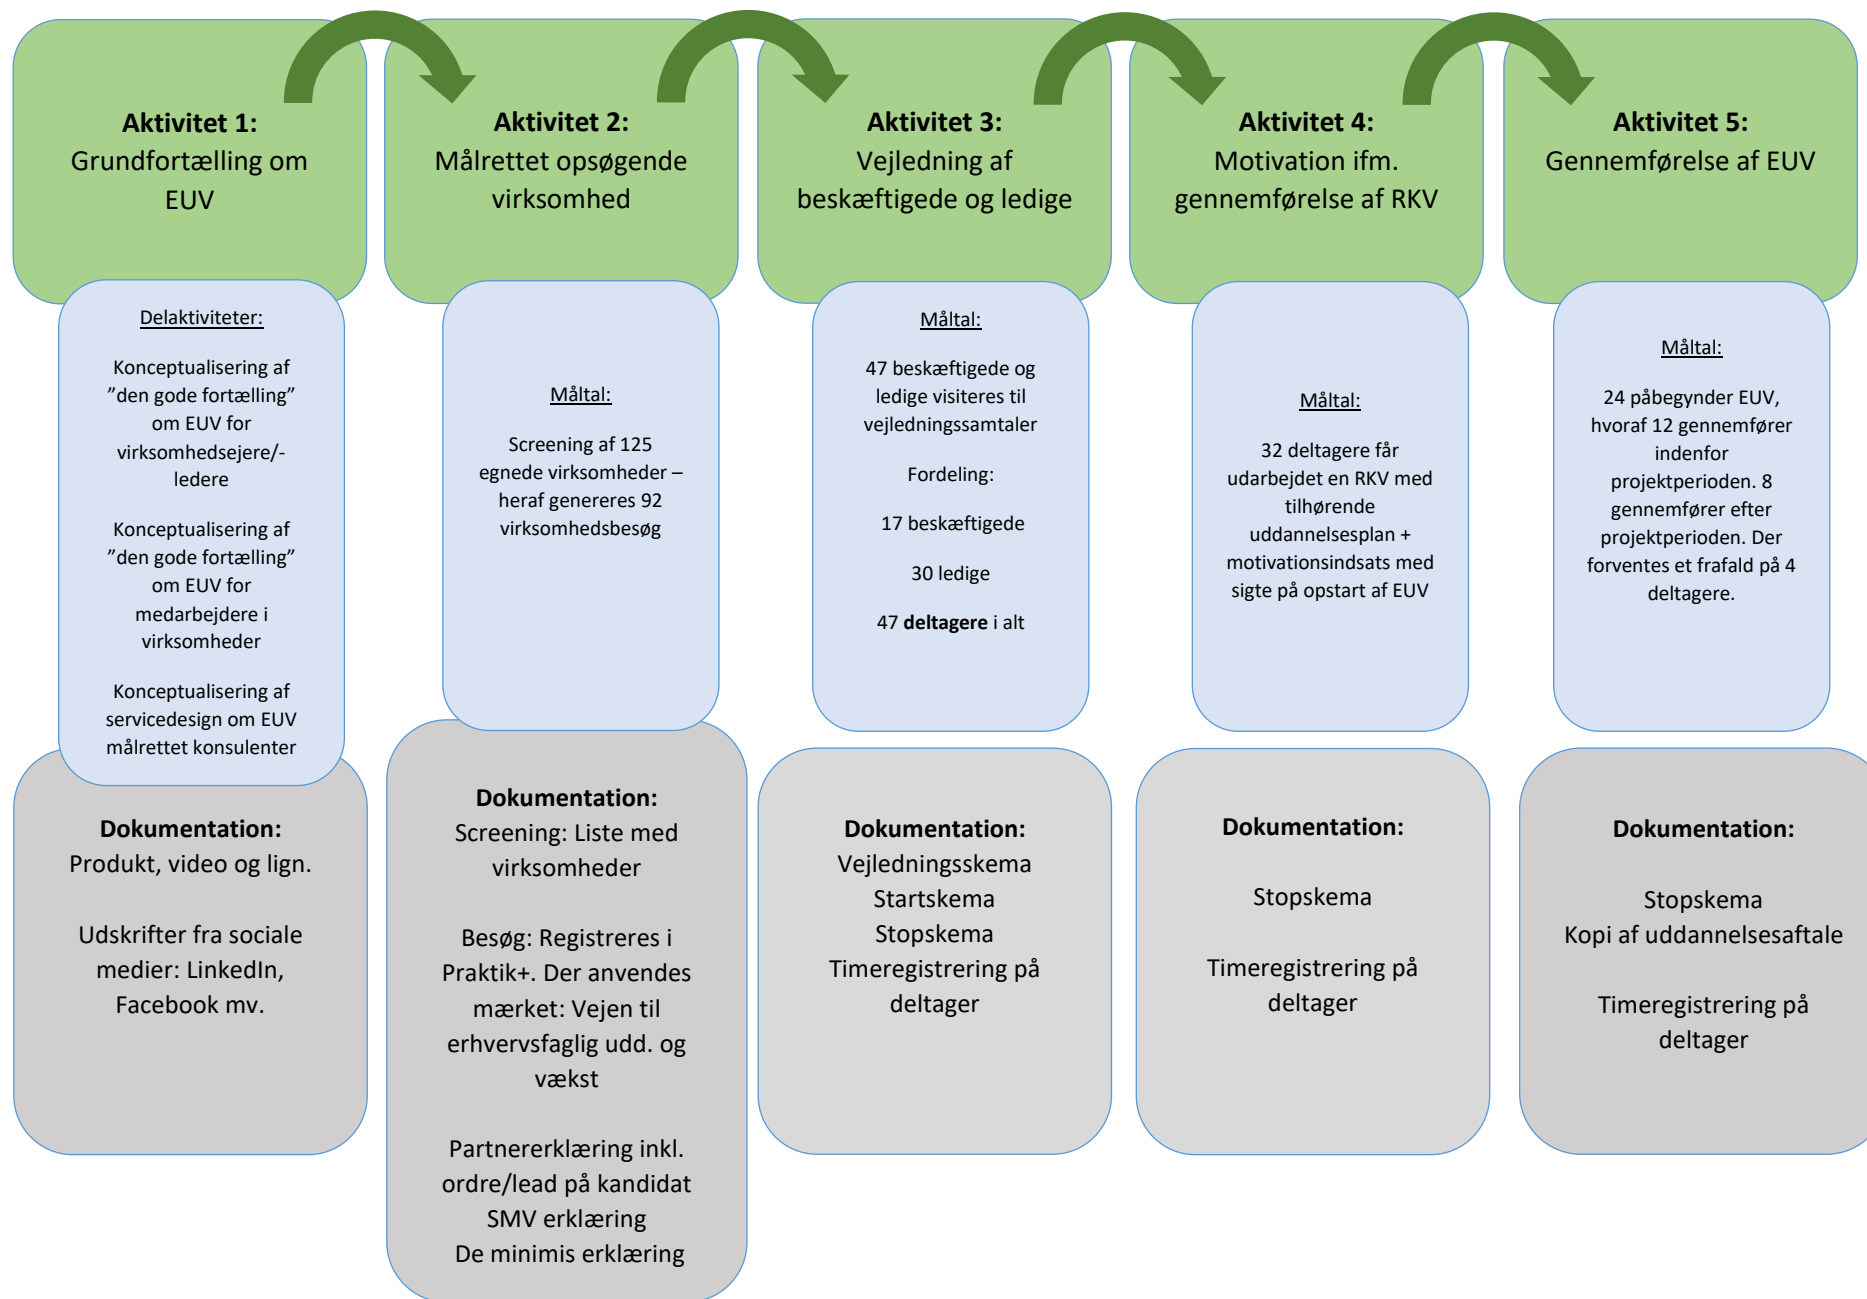 Aktivitet 1:
Grundfortælling om
EUV
Aktivitet 2:
Målrettet opsøgende
virksomhed
Aktivitet 3:
Vejledning af
beskæftigede og ledige
Aktivitet 4:
Motivation ifm.
gennemførelse af RKV
Aktivitet 5:
Gennemførelse af EUV
Delaktiviteter:
Konceptualisering af
”den gode fortælling”
om EUV for
virksomhedsejere/-
ledere
Konceptualisering af
”den gode fortælling”
om EUV for
medarbejdere i
virksomheder
Konceptualisering af
servicedesign om EUV
målrettet konsulenter
Måltal:
Screening af 125
egnede virksomheder –
heraf genereres 92
virksomhedsbesøg
Måltal:
47 beskæftigede og
ledige visiteres til
vejledningssamtaler
Fordeling:
17 beskæftigede
30 ledige
47 deltagere i alt
Måltal:
32 deltagere får
udarbejdet en RKV med
tilhørende
uddannelsesplan +
motivationsindsats med
sigte på opstart af EUV
Måltal:
24 påbegynder EUV,
hvoraf 12 gennemfører
indenfor
projektperioden. 8
gennemfører efter
projektperioden. Der
forventes et frafald på 4
deltagere.
Dokumentation:
Produkt, video og lign.
Udskrifter fra sociale
medier: LinkedIn,
Facebook mv.
Dokumentation:
Screening: Liste med
virksomheder
Besøg: Registreres i
Praktik+. Der anvendes
mærket: Vejen til
erhvervsfaglig udd. og
vækst
Partnererklæring inkl.
ordre/lead på kandidat
SMV erklæring
De minimis erklæring
Dokumentation:
Vejledningsskema
Startskema
Stopskema
Timeregistrering på
deltager
Dokumentation:
Stopskema
Timeregistrering på
deltager
Dokumentation:
Stopskema
Kopi af uddannelsesaftale
Timeregistrering på
deltager